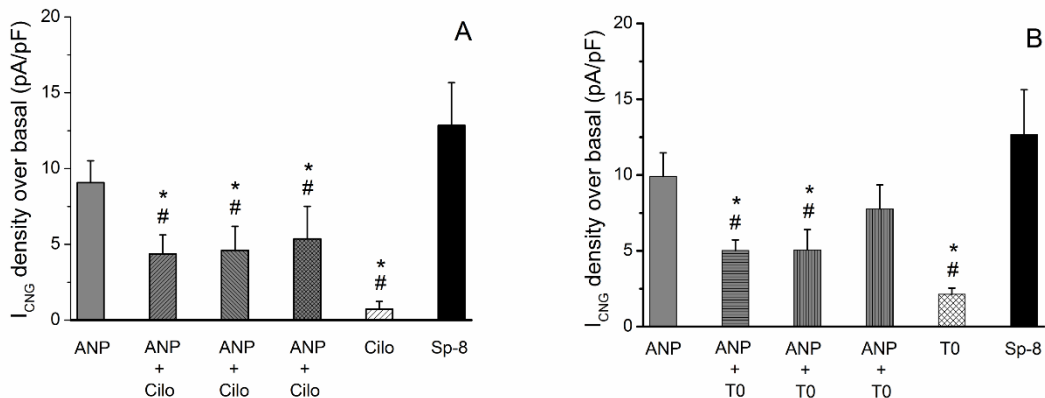 A
I_CNG density over basal (pA/pF)
20
15
10
5
0
*
#
*
#
*
#
*
#
ANP
ANP
+
Cilo
ANP
+
Cilo
ANP
+
Cilo
Cilo
Sp-8
B
I_CNG density over basal (pA/pF)
20
15
10
5
0
*
#
*
#
*
#
ANP
ANP
+
T0
ANP
+
T0
ANP
+
T0
T0
Sp-8